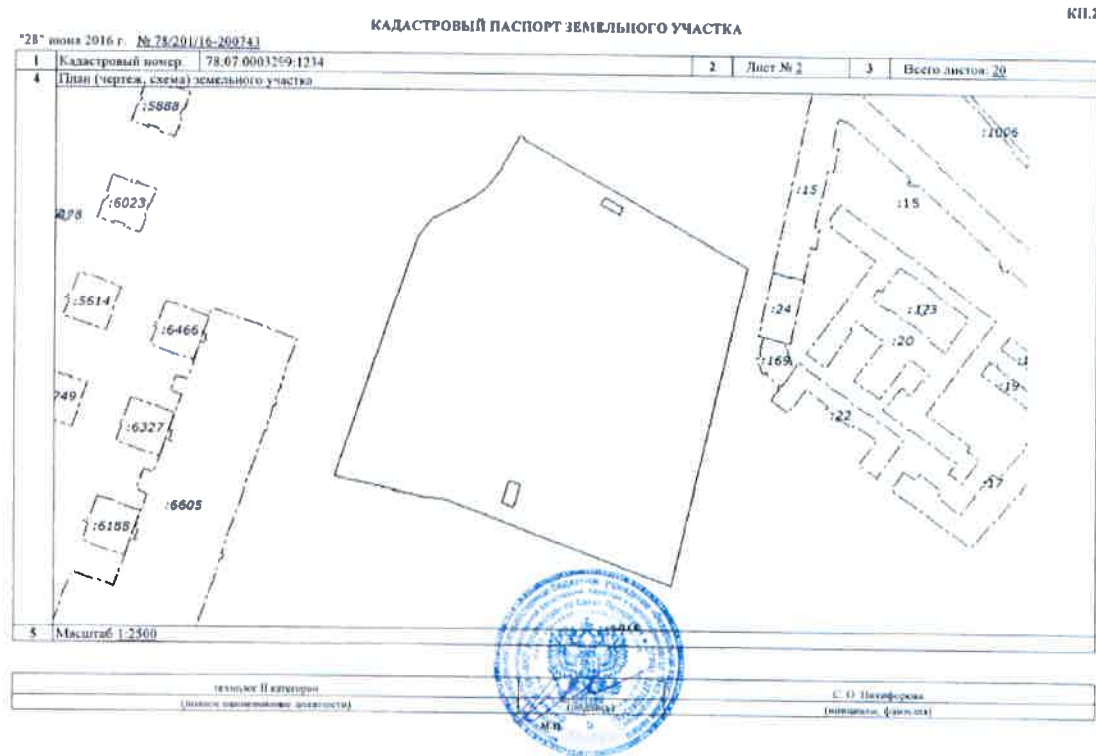 КП.2
КАДАСТРОВЫЙ ПАСПОРТ ЗЕМЕЛЬНОГО УЧАСТКА
"28" июня 2016 г. № 78/201/16-200743
1 Кадастровый номер 78:07:0003299:1234 2 Лист № 2 3 Всего листов: 20
4 План (чертеж, схема) земельного участка
:5888
:1006
:6023
:15
:15
:5614
:24
:123
:6466
:20
:169
749
:19
:6327
:22
:17
:6605
:6188
5 Масштаб 1:2500
технолог II категории С. О. Никифорова
(полное наименование должности) (подпись) (инициалы, фамилия)
М.П.